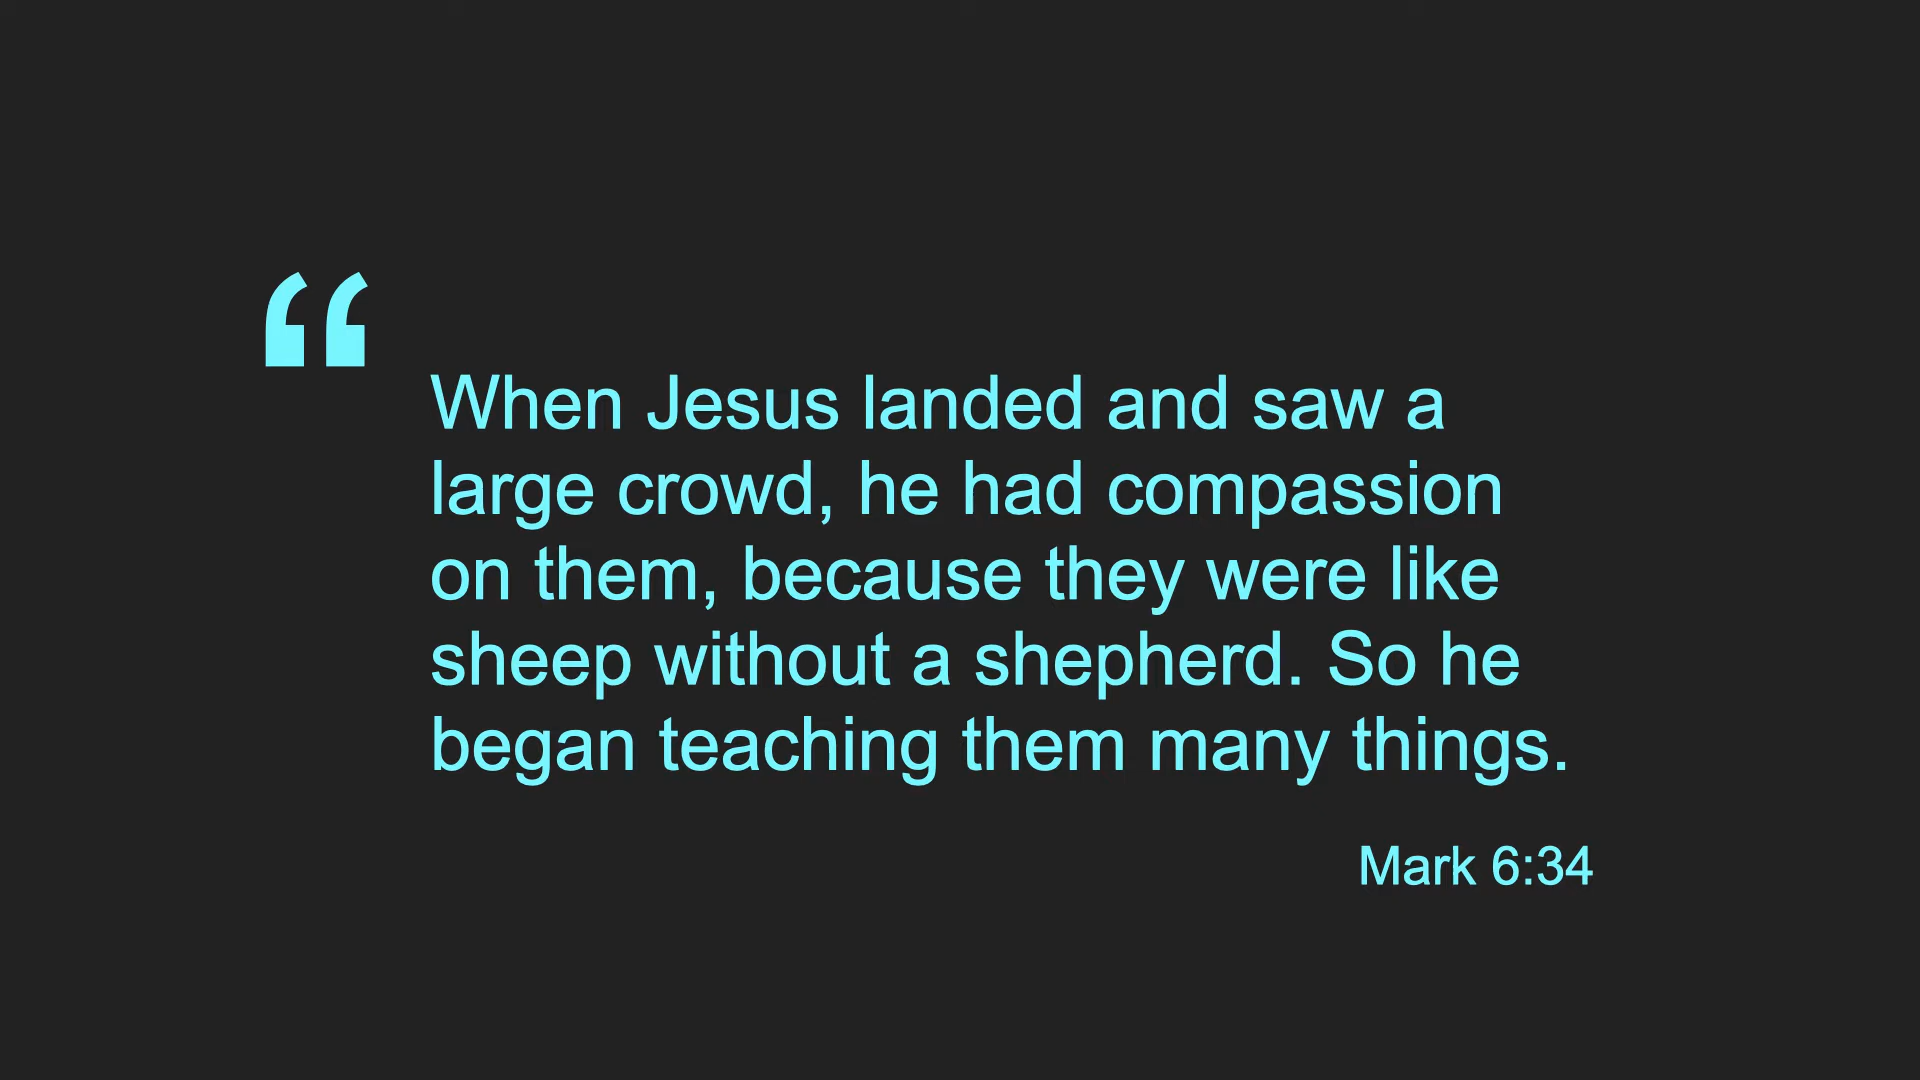 “
When Jesus landed and saw a
large crowd, he had compassion
on them, because they were like
sheep without a shepherd. So he
began teaching them many things.
Mark 6:34